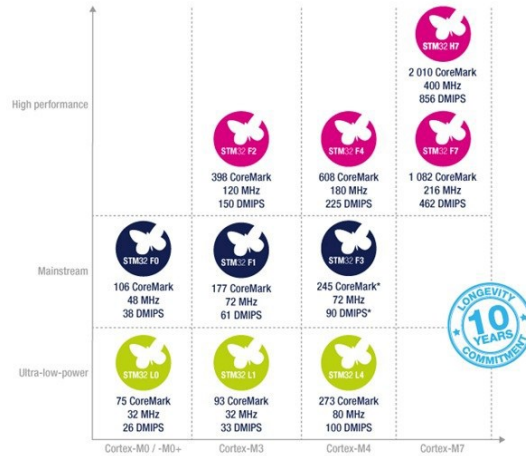 STM32 H7
2 010 CoreMark
400 MHz
856 DMIPS
High performance
STM32 F2
398 CoreMark
120 MHz
150 DMIPS
STM32 F4
608 CoreMark
180 MHz
225 DMIPS
STM32 F7
1 082 CoreMark
216 MHz
462 DMIPS
Mainstream
STM32 F0
106 CoreMark
48 MHz
38 DMIPS
STM32 F1
177 CoreMark
72 MHz
61 DMIPS
STM32 F3
245 CoreMark*
72 MHz
90 DMIPS*
LONGEVITY
10
YEARS
COMMITMENT
Ultra-low-power
STM32 L0
75 CoreMark
32 MHz
26 DMIPS
STM32 L1
93 CoreMark
32 MHz
33 DMIPS
STM32 L4
273 CoreMark
80 MHz
100 DMIPS
Cortex-M0 / -M0+
Cortex-M3
Cortex-M4
Cortex-M7